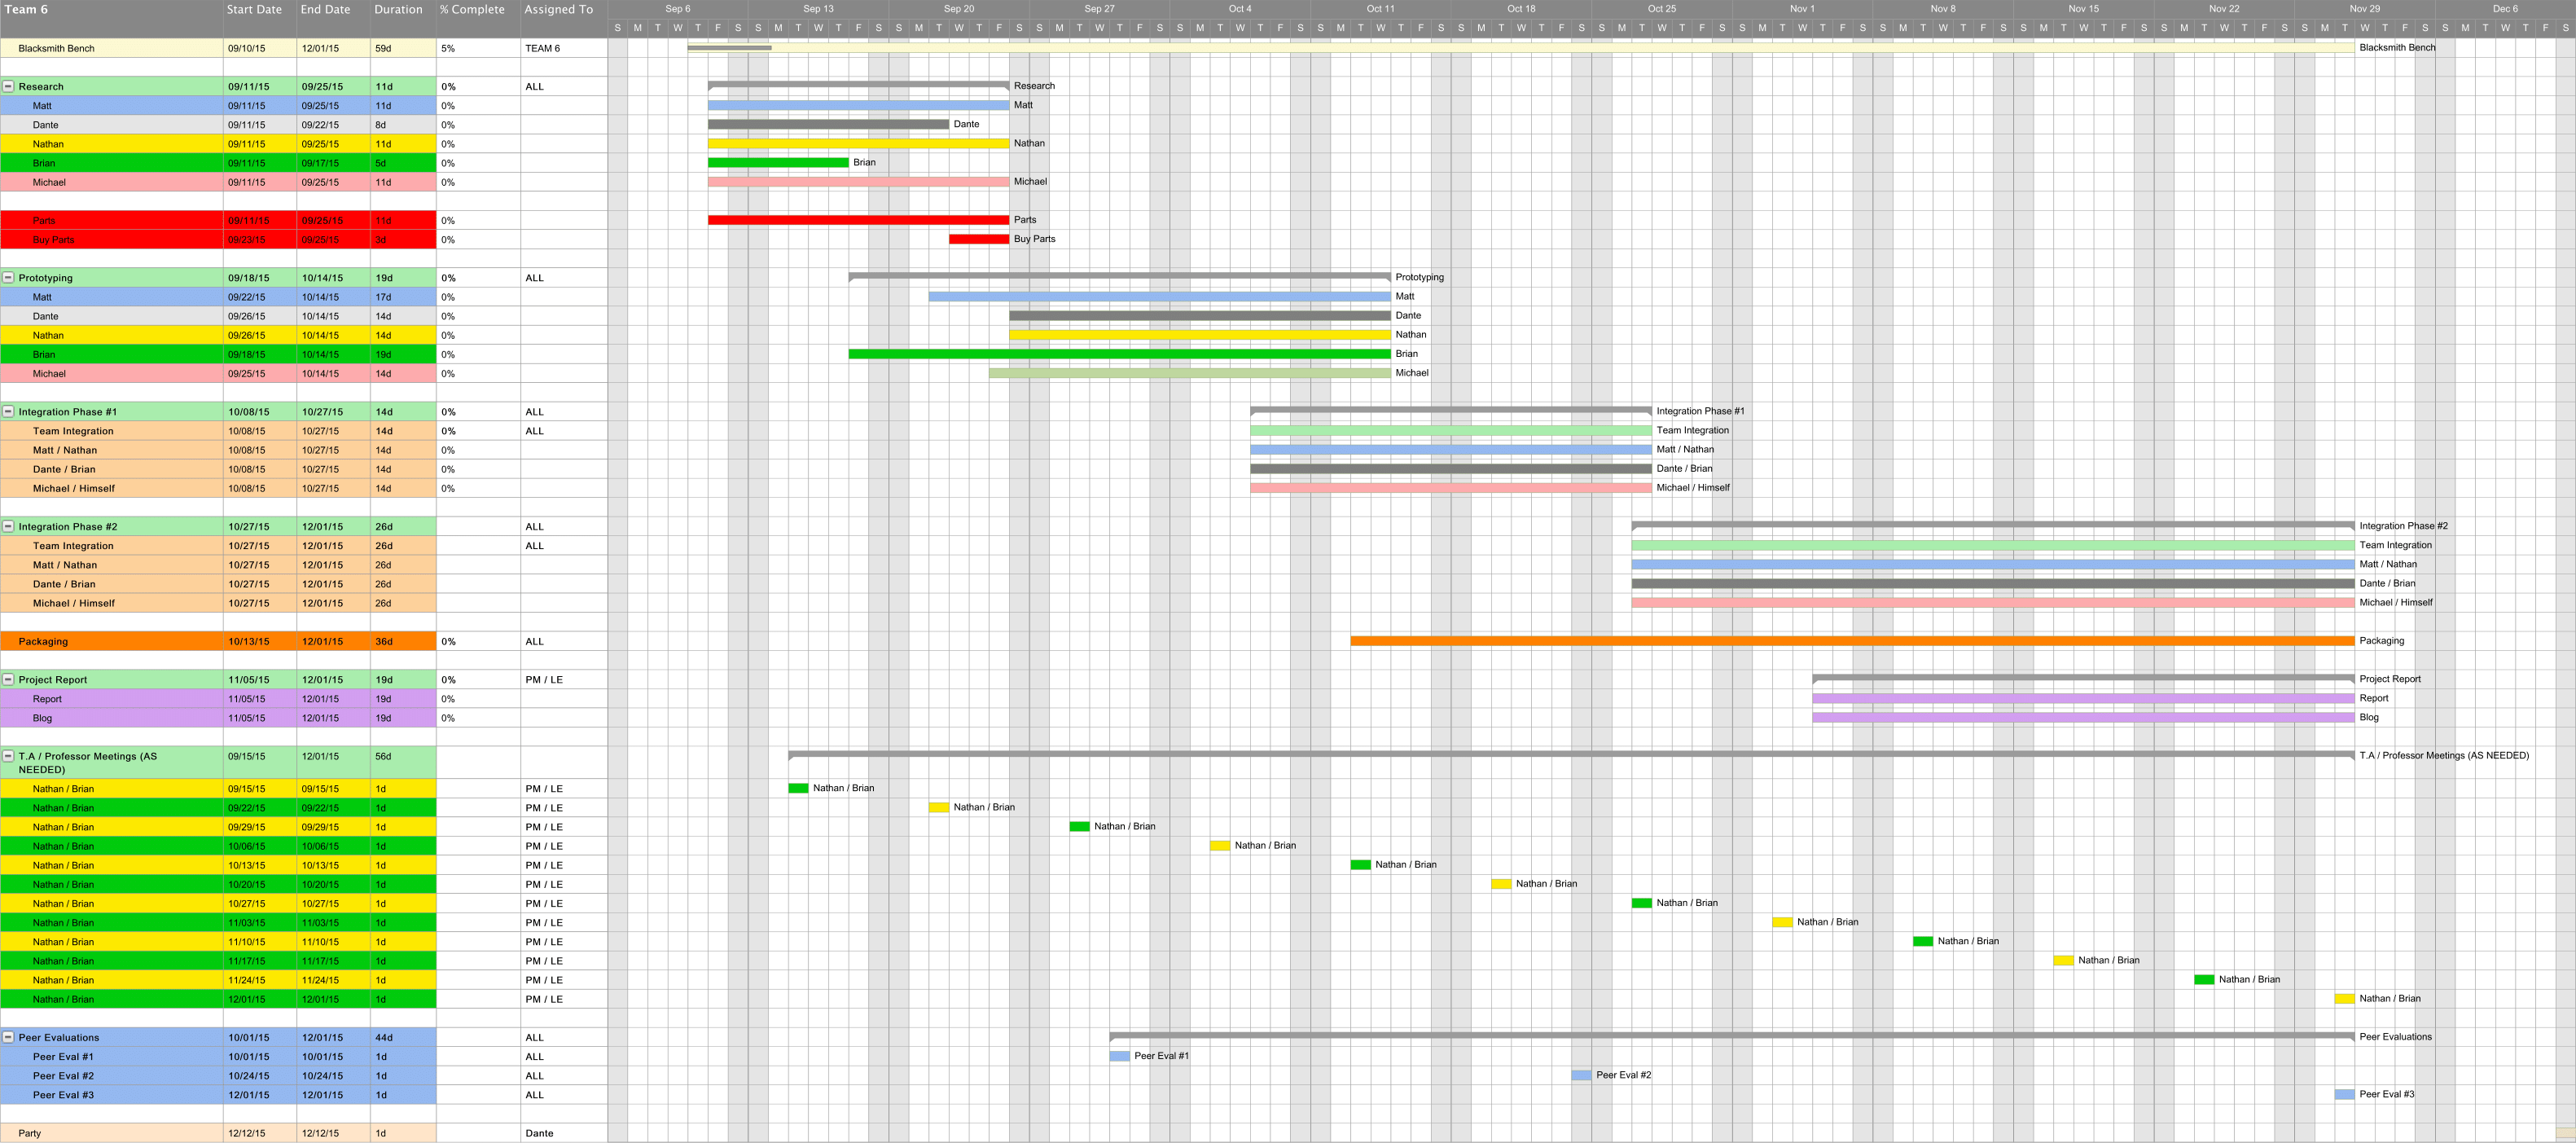 Team 6 Start Date End Date Duration % Complete Assigned To Sep 6 Sep 13 Sep 20 Sep 27 Oct 4 Oct 11 Oct 18 Oct 25 Nov 1 Nov 8 Nov 15 Nov 22 Nov 29 Dec 6
S M T W T F S S M T W T F S S M T W T F S S M T W T F S S M T W T F S S M T W T F S S M T W T F S S M T W T F S S M T W T F S S M T W T F S S M T W T F S S M T W T F S S M T W T F S S M T W T F S
Blacksmith Bench 09/10/15 12/01/15 59d 5% TEAM 6 Blacksmith Bench
Research 09/11/15 09/25/15 11d 0% ALL Research
Matt 09/11/15 09/25/15 11d 0% Matt
Dante 09/11/15 09/22/15 8d 0% Dante
Nathan 09/11/15 09/25/15 11d 0% Nathan
Brian 09/11/15 09/17/15 5d 0% Brian
Michael 09/11/15 09/25/15 11d 0% Michael
Parts 09/11/15 09/25/15 11d 0% Parts
Buy Parts 09/23/15 09/25/15 3d 0% Buy Parts
Prototyping 09/18/15 10/14/15 19d 0% ALL Prototyping
Matt 09/22/15 10/14/15 17d 0% Matt
Dante 09/26/15 10/14/15 14d 0% Dante
Nathan 09/26/15 10/14/15 14d 0% Nathan
Brian 09/18/15 10/14/15 19d 0% Brian
Michael 09/25/15 10/14/15 14d 0% Michael
Integration Phase #1 10/08/15 10/27/15 14d 0% ALL Integration Phase #1
Team Integration 10/08/15 10/27/15 14d 0% ALL Team Integration
Matt / Nathan 10/08/15 10/27/15 14d 0% Matt / Nathan
Dante / Brian 10/08/15 10/27/15 14d 0% Dante / Brian
Michael / Himself 10/08/15 10/27/15 14d 0% Michael / Himself
Integration Phase #2 10/27/15 12/01/15 26d ALL Integration Phase #2
Team Integration 10/27/15 12/01/15 26d ALL Team Integration
Matt / Nathan 10/27/15 12/01/15 26d Matt / Nathan
Dante / Brian 10/27/15 12/01/15 26d Dante / Brian
Michael / Himself 10/27/15 12/01/15 26d Michael / Himself
Packaging 10/13/15 12/01/15 36d 0% ALL Packaging
Project Report 11/05/15 12/01/15 19d 0% PM / LE Project Report
Report 11/05/15 12/01/15 19d 0% Report
Blog 11/05/15 12/01/15 19d 0% Blog
T.A / Professor Meetings (AS 09/15/15 12/01/15 56d T.A / Professor Meetings (AS NEEDED)
NEEDED)
Nathan / Brian 09/15/15 09/15/15 1d PM / LE Nathan / Brian
Nathan / Brian 09/22/15 09/22/15 1d PM / LE Nathan / Brian
Nathan / Brian 09/29/15 09/29/15 1d PM / LE Nathan / Brian
Nathan / Brian 10/06/15 10/06/15 1d PM / LE Nathan / Brian
Nathan / Brian 10/13/15 10/13/15 1d PM / LE Nathan / Brian
Nathan / Brian 10/20/15 10/20/15 1d PM / LE Nathan / Brian
Nathan / Brian 10/27/15 10/27/15 1d PM / LE Nathan / Brian
Nathan / Brian 11/03/15 11/03/15 1d PM / LE Nathan / Brian
Nathan / Brian 11/10/15 11/10/15 1d PM / LE Nathan / Brian
Nathan / Brian 11/17/15 11/17/15 1d PM / LE Nathan / Brian
Nathan / Brian 11/24/15 11/24/15 1d PM / LE Nathan / Brian
Nathan / Brian 12/01/15 12/01/15 1d PM / LE Nathan / Brian
Peer Evaluations 10/01/15 12/01/15 44d ALL Peer Evaluations
Peer Eval #1 10/01/15 10/01/15 1d ALL Peer Eval #1
Peer Eval #2 10/24/15 10/24/15 1d ALL Peer Eval #2
Peer Eval #3 12/01/15 12/01/15 1d ALL Peer Eval #3
Party 12/12/15 12/12/15 1d Dante